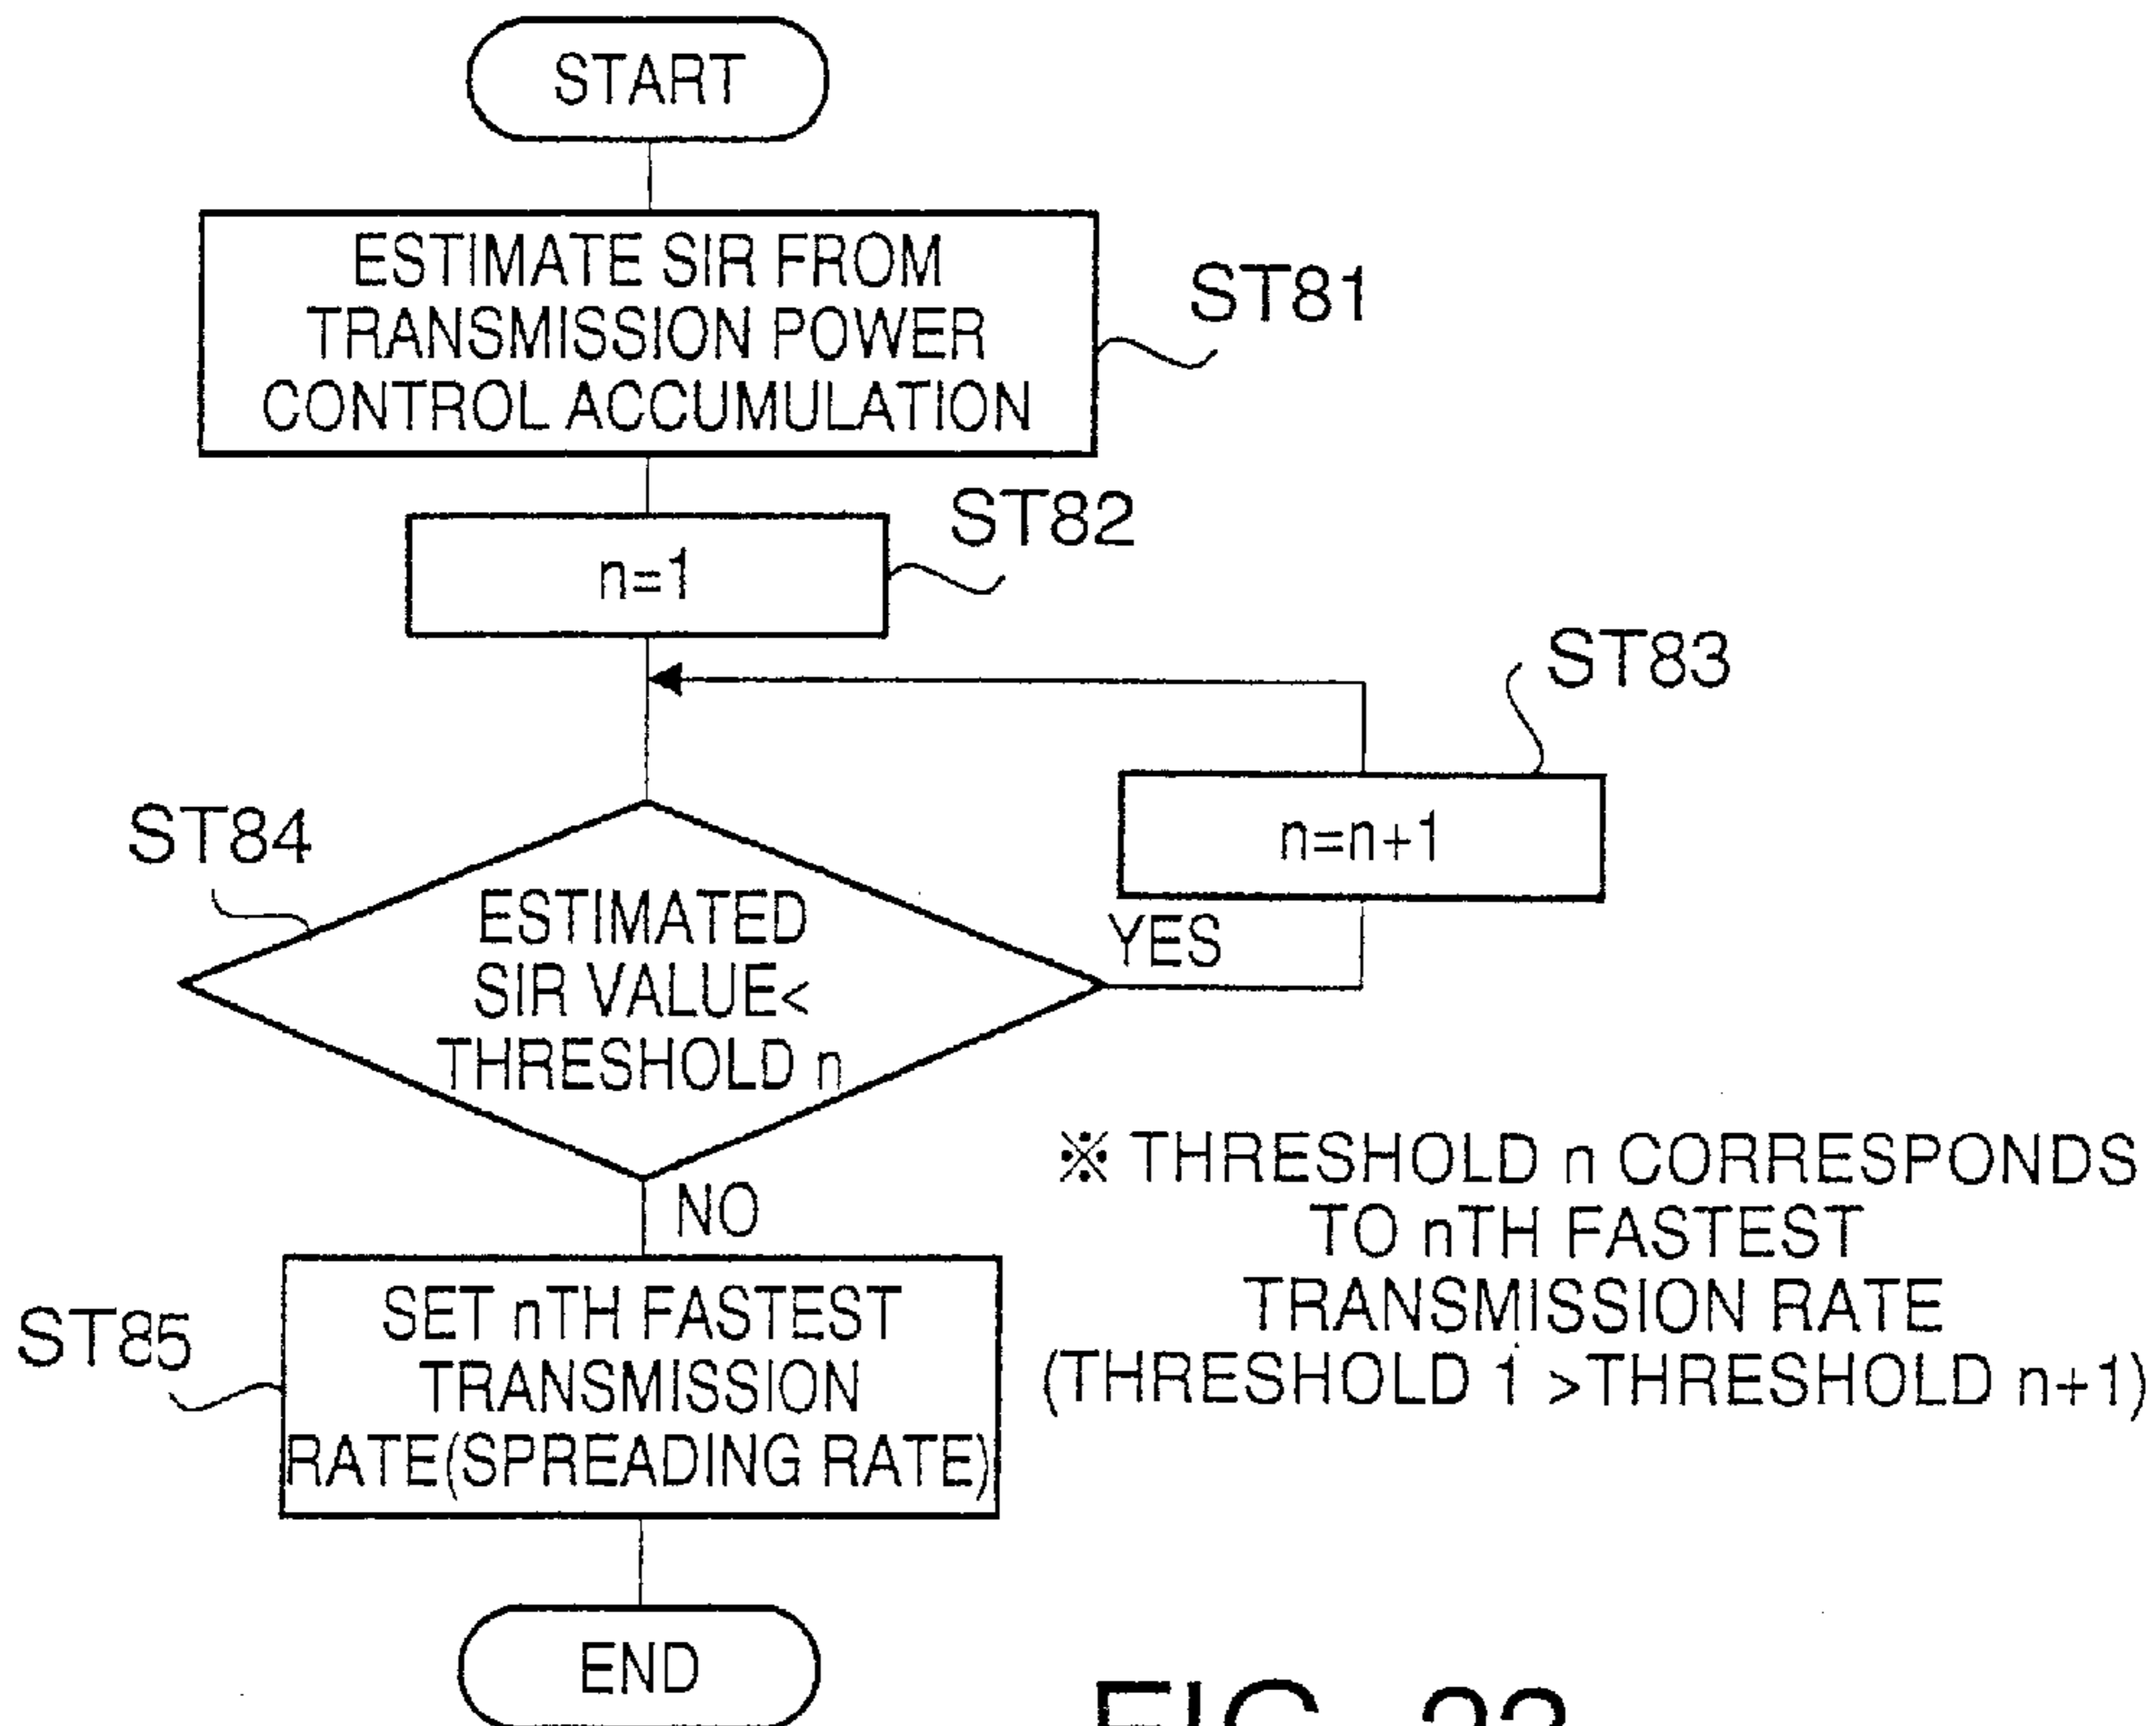 START
ESTIMATE SIR FROM
TRANSMISSION POWER
CONTROL ACCUMULATION
ST81
n=1
ST82
ST83
n=n+1
ST84
ESTIMATED
SIR VALUE<
THRESHOLD n
YES
NO
ST85
SET nTH FASTEST
TRANSMISSION
RATE(SPREADING RATE)
※ THRESHOLD n CORRESPONDS
TO nTH FASTEST
TRANSMISSION RATE
(THRESHOLD 1 >THRESHOLD n+1)
END